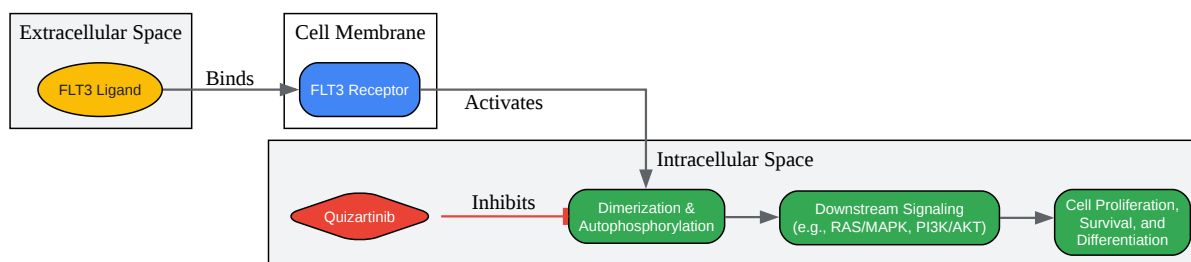 Extracellular Space
Cell Membrane
FLT3 Ligand
Binds
FLT3 Receptor
Activates
Intracellular Space
Quizartinib
Inhibits
Dimerization &
Autophosphorylation
Downstream Signaling
(e.g., RAS/MAPK, PI3K/AKT)
Cell Proliferation,
Survival, and
Differentiation